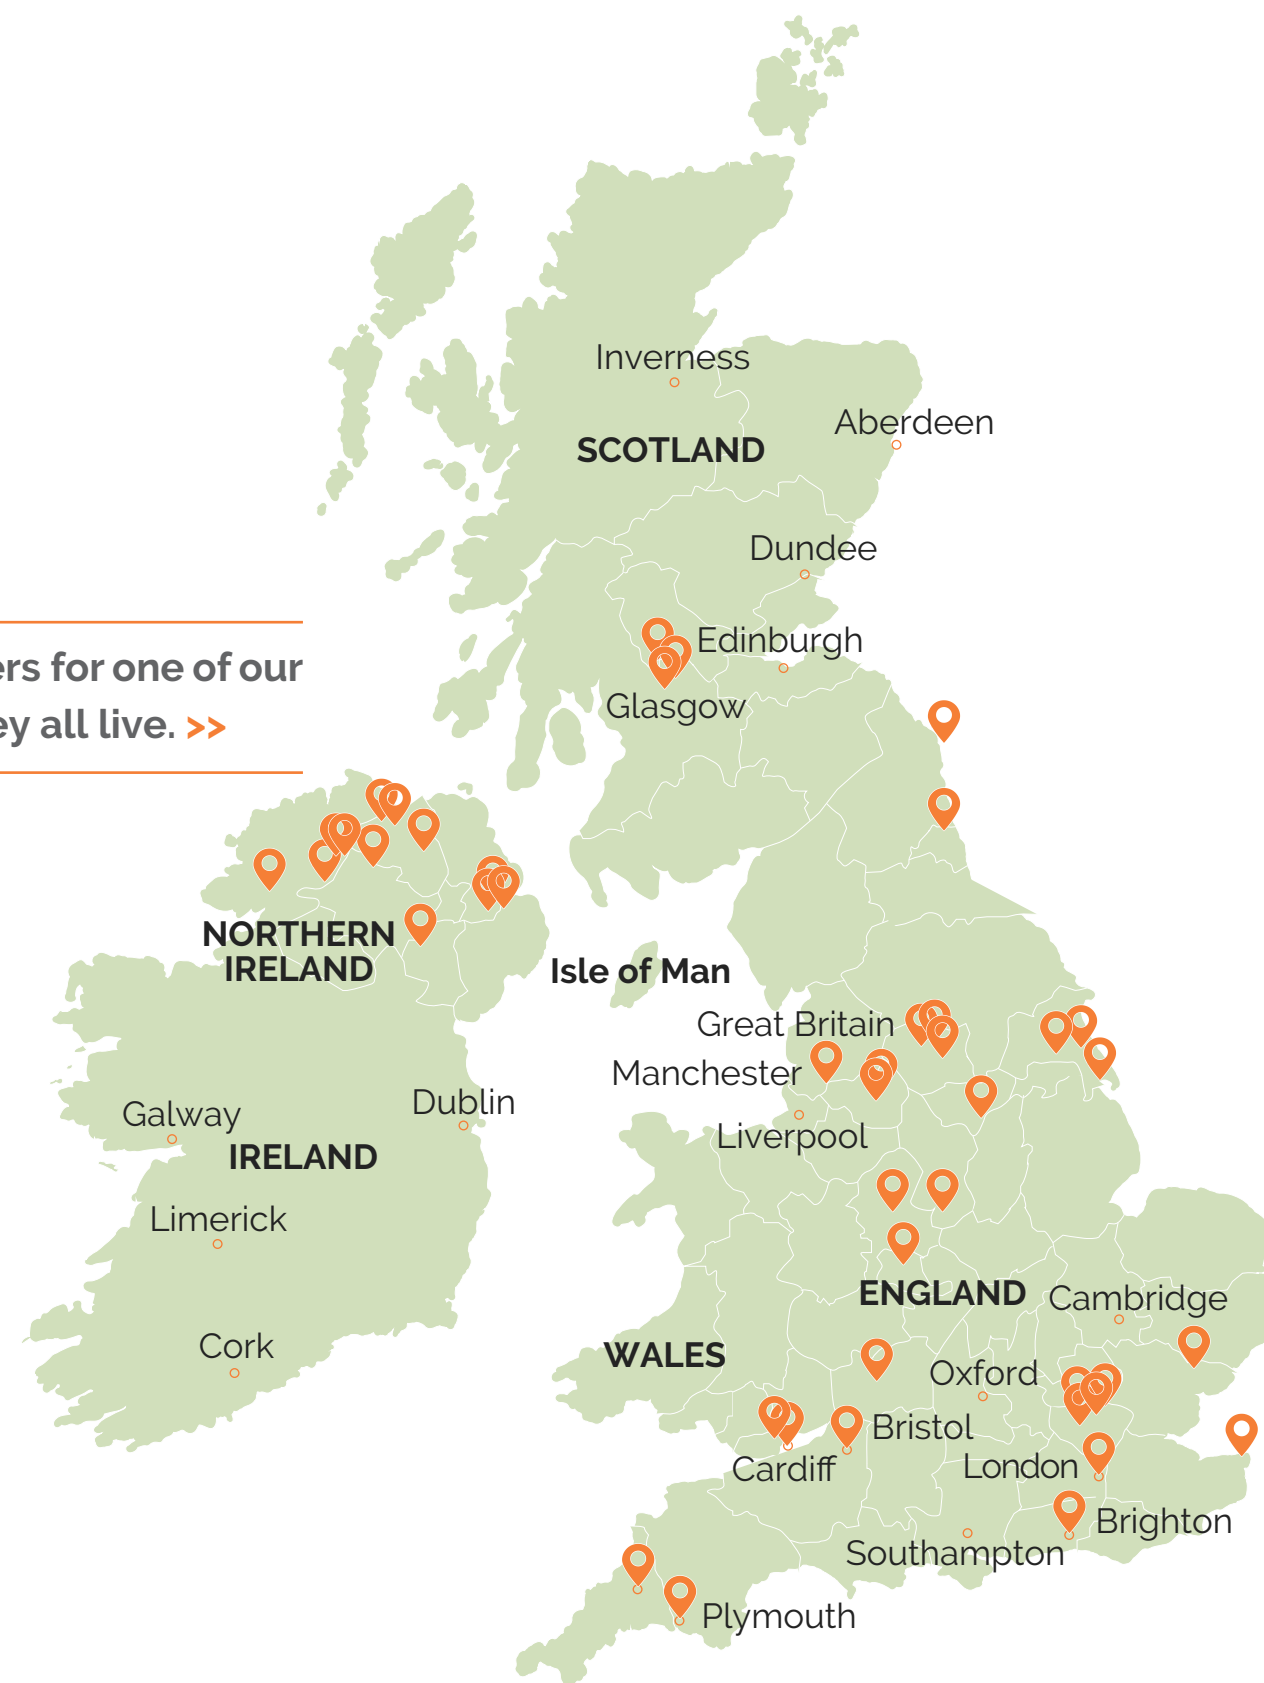 Inverness
Aberdeen
SCOTLAND
Dundee
Edinburgh
ers for one of our
Glasgow
ey all live. >>
NORTHERN
IRELAND
Isle of Man
Great Britain
Manchester
Dublin
Galway
Liverpool
IRELAND
Limerick
ENGLAND
Cambridge
Cork
WALES
Oxford
Bristol
Cardiff
London
Brighton
Southampton
Plymouth